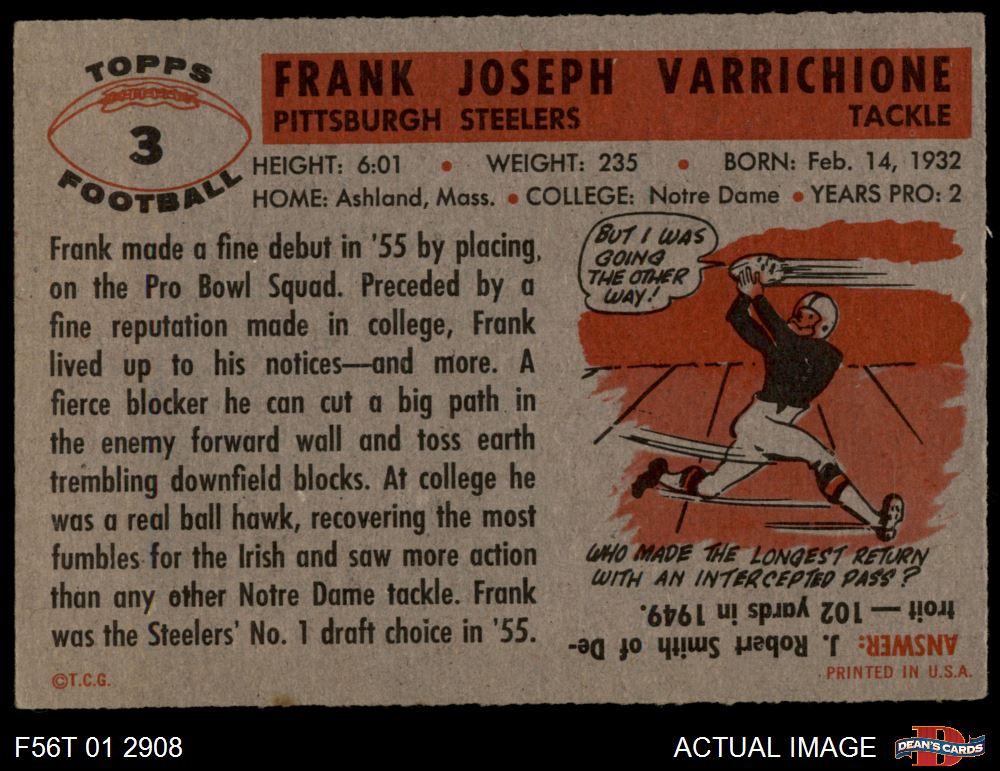 TOPPS
3
FOOTBALL
FRANK JOSEPH VARRICHIONE
PITTSBURGH STEELERS TACKLE
HEIGHT: 6:01 • WEIGHT: 235 • BORN: Feb. 14, 1932
HOME: Ashland, Mass. • COLLEGE: Notre Dame • YEARS PRO: 2
Frank made a fine debut in '55 by placing,
on the Pro Bowl Squad. Preceded by a
fine reputation made in college, Frank
lived up to his notices—and more. A
fierce blocker he can cut a big path in
the enemy forward wall and toss earth
trembling downfield blocks. At college he
was a real ball hawk, recovering the most
fumbles for the Irish and saw more action
than any other Notre Dame tackle. Frank
was the Steelers' No. 1 draft choice in '55.
©T.C.G.
BUT I WAS
GOING
THE OTHER
WAY!
WHO MADE THE LONGEST RETURN
WITH AN INTERCEPTED PASS?
ANSWER: J. Robert Smith of De-
troit — 102 yards in 1949.
PRINTED IN U.S.A.
F56T 01 2908
ACTUAL IMAGE
DEAN'S CARDS